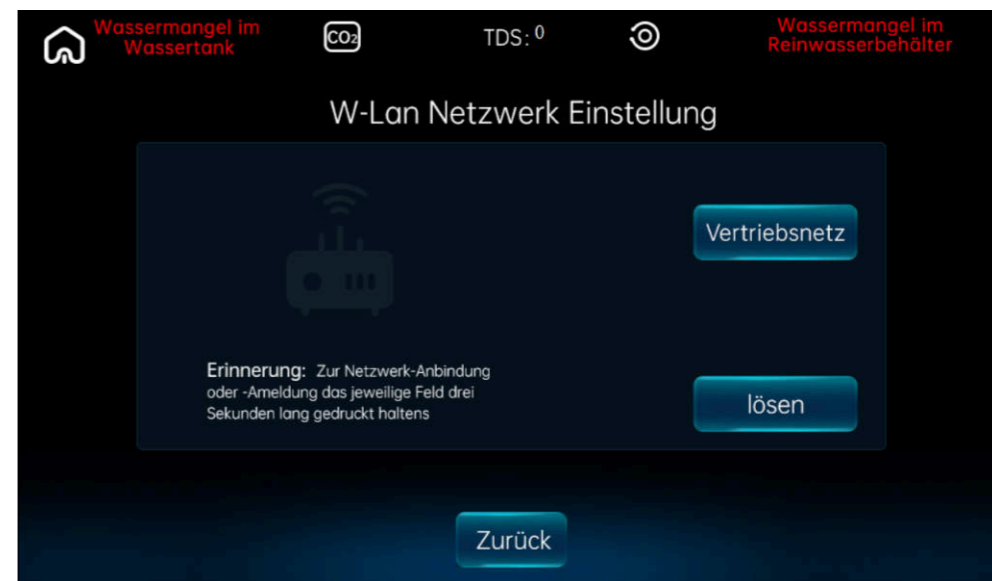 Wassermangel im
Wassertank
CO₂
TDS: 0
Wassermangel im
Reinwasserbehälter
W-Lan Netzwerk Einstellung
Vertriebsnetz
Erinnerung: Zur Netzwerk-Anbindung
oder -Ameldung das jeweilige Feld drei
Sekunden lang gedruckt haltens
lösen
Zurück